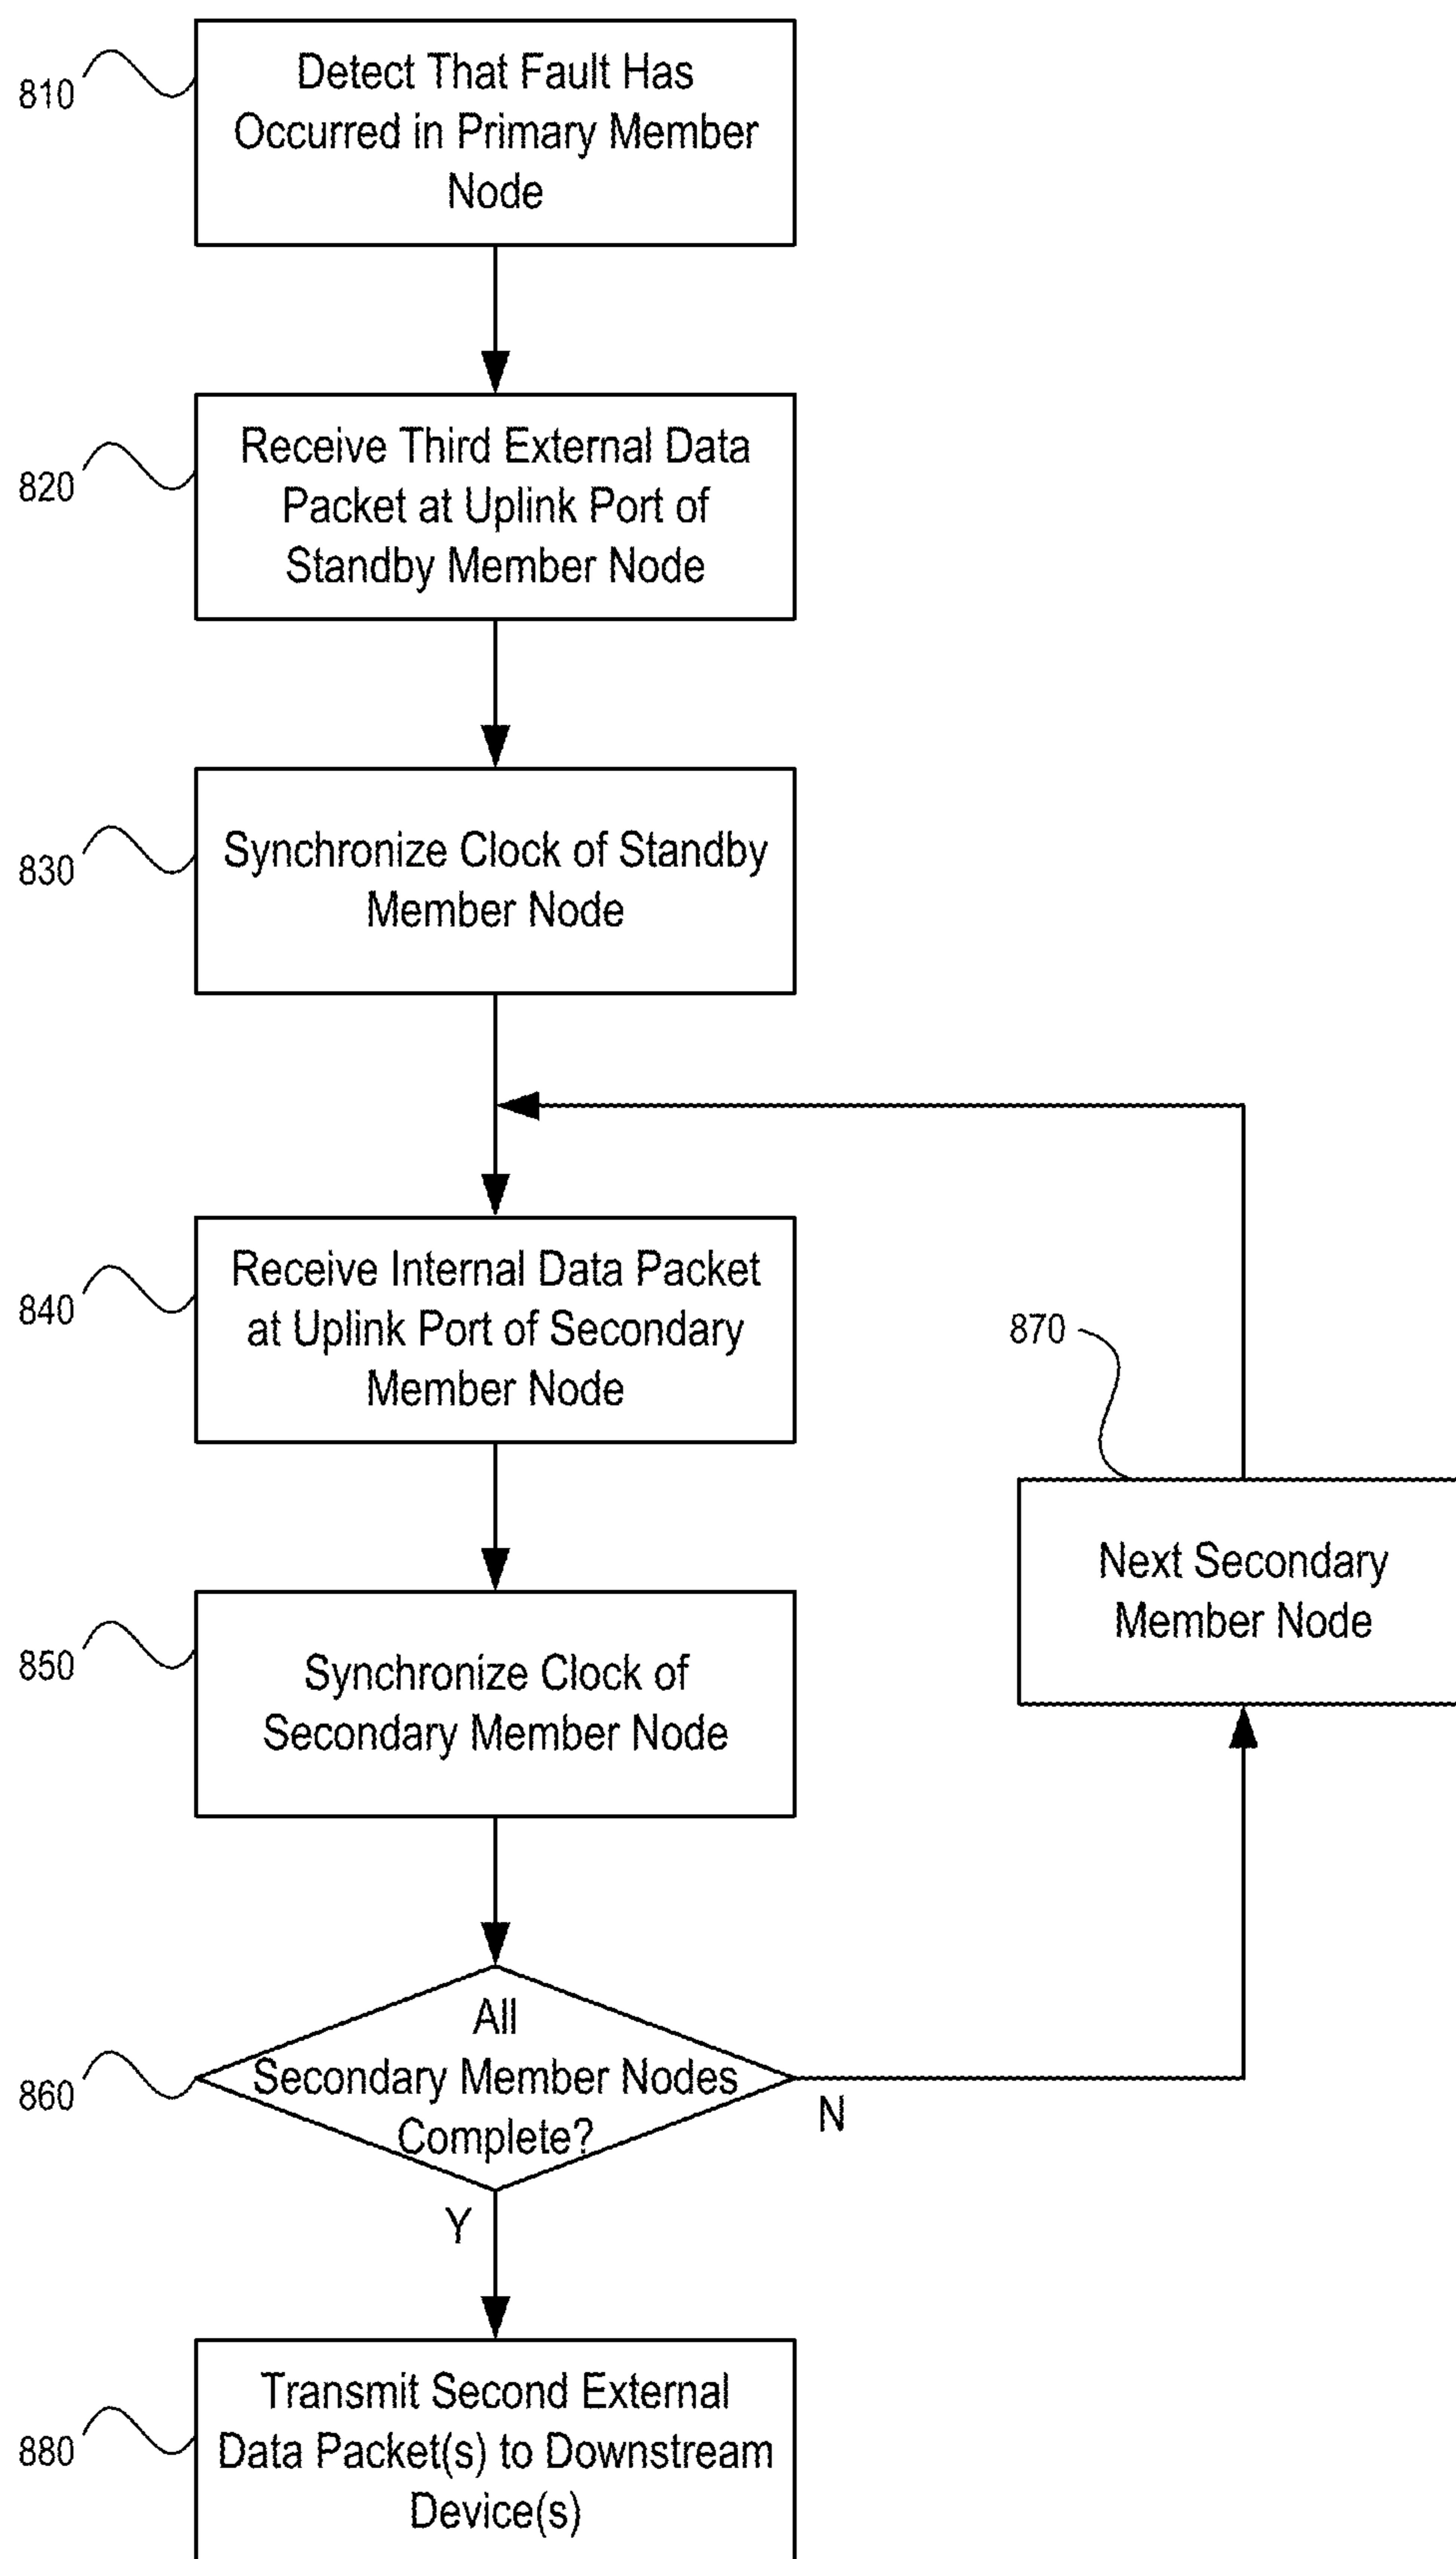 810
Detect That Fault Has
Occurred in Primary Member
Node
820
Receive Third External Data
Packet at Uplink Port of
Standby Member Node
830
Synchronize Clock of Standby
Member Node
840
Receive Internal Data Packet
at Uplink Port of Secondary
Member Node
870
Next Secondary
Member Node
850
Synchronize Clock of
Secondary Member Node
860
All
Secondary Member Nodes
Complete?
N
Y
880
Transmit Second External
Data Packet(s) to Downstream
Device(s)